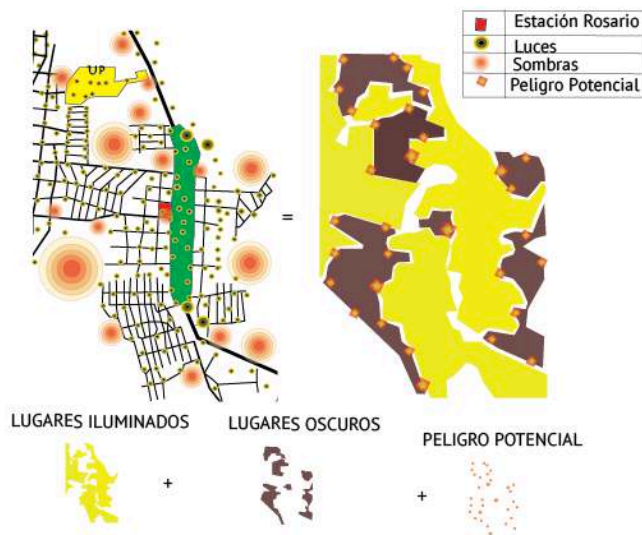 Estación Rosario
Luces
Sombras
Peligro Potencial
UP
=
LUGARES ILUMINADOS
LUGARES OSCUROS
PELIGRO POTENCIAL
+
+